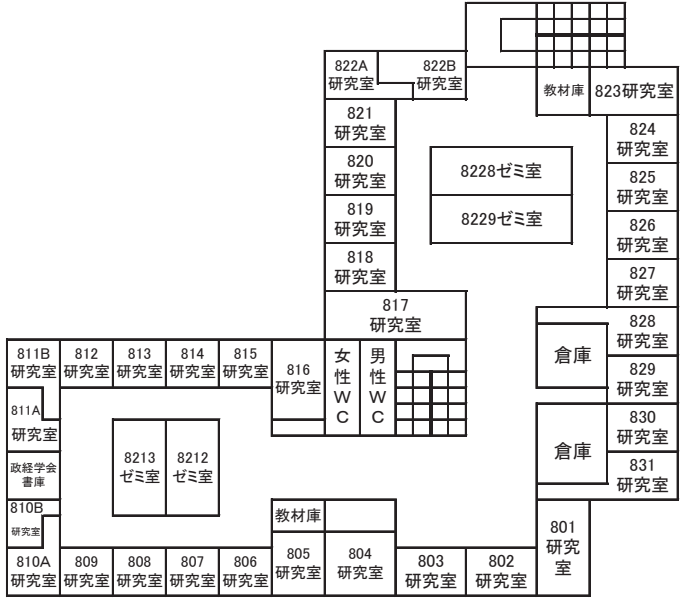 822A
研究室
822B
研究室
教材庫
823研究室
821
研究室
824
研究室
820
研究室
8228ゼミ室
825
研究室
819
研究室
8229ゼミ室
826
研究室
818
研究室
827
研究室
817
研究室
828
研究室
倉庫
829
研究室
811B
研究室
812
研究室
813
研究室
814
研究室
815
研究室
816
研究室
女性WC
男性WC
811A
研究室
830
研究室
倉庫
831
研究室
政経学会
書庫
8213
ゼミ室
8212
ゼミ室
810B
研究室
教材庫
801
研究室
810A
研究室
809
研究室
808
研究室
807
研究室
806
研究室
805
研究室
804
研究室
803
研究室
802
研究室